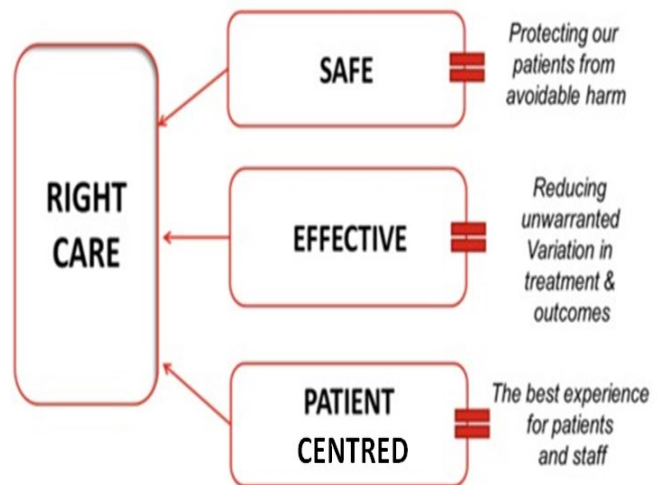 RIGHT
CARE
SAFE
Protecting our
patients from
avoidable harm
EFFECTIVE
Reducing
unwarranted
Variation in
treatment &
outcomes
PATIENT
CENTRED
The best experience
for patients
and staff